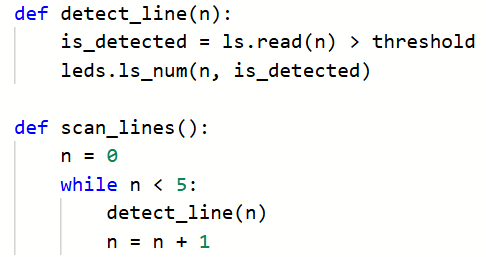 def detect_line(n):
    is_detected = ls.read(n) > threshold
    leds.ls_num(n, is_detected)

def scan_lines():
    n = 0
    while n < 5:
        detect_line(n)
        n = n + 1